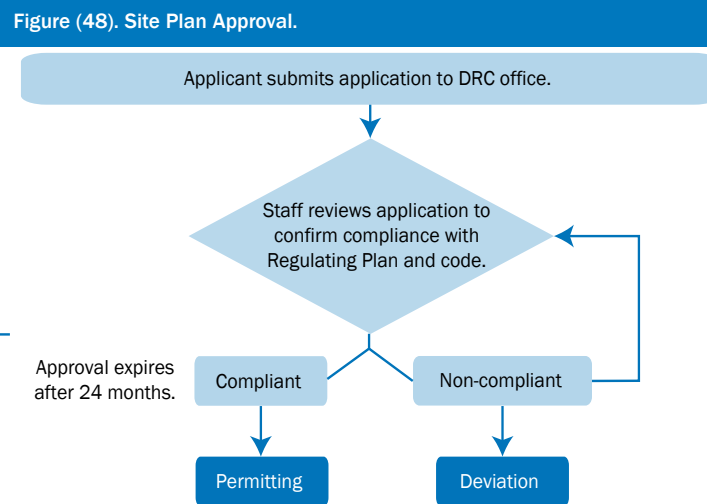 Figure (48). Site Plan Approval.
Applicant submits application to DRC office.
Staff reviews application to
confirm compliance with
Regulating Plan and code.
Approval expires
after 24 months.
Compliant
Non-compliant
Permitting
Deviation